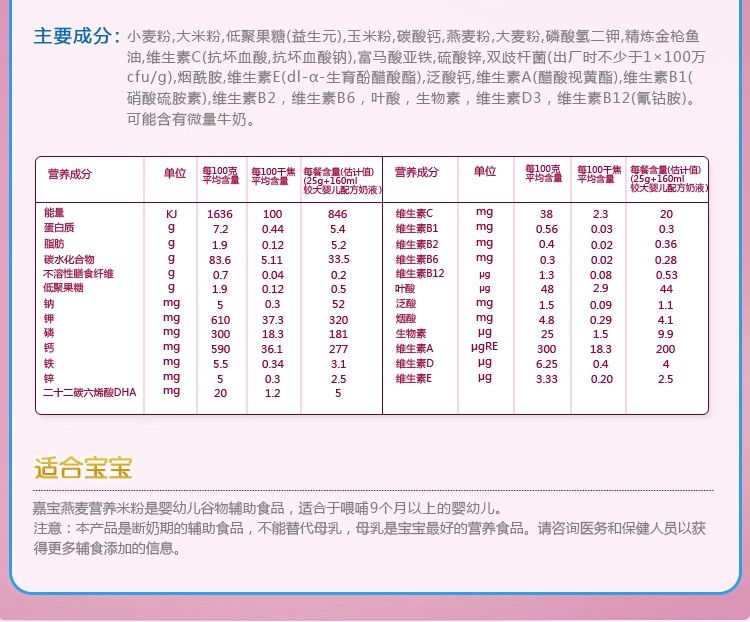 主要成分：小麦粉,大米粉,低聚果糖(益生元),玉米粉,碳酸钙,燕麦粉,大麦粉,磷酸氢二钾,精炼金枪鱼
油,维生素C(抗坏血酸,抗坏血酸钠),富马酸亚铁,硫酸锌,双歧杆菌(出厂时不少于1×100万
cfu/g),烟酰胺,维生素E(dl-α-生育酚醋酸酯),泛酸钙,维生素A(醋酸视黄酯),维生素B1(
硝酸硫胺素),维生素B2，维生素B6，叶酸，生物素，维生素D3，维生素B12(氰钴胺)。
可能含有微量牛奶。
营养成分 单位 每100克平均含量 每100千焦平均含量 每餐含量(估计值)(25g+160ml较大婴儿配方奶液) 营养成分 单位 每100克平均含量 每100千焦平均含量 每餐含量(估计值)(25g+160ml较大婴儿配方奶液)
能量 KJ 1636 100 846 维生素C mg 38 2.3 20
蛋白质 g 7.2 0.44 5.4 维生素B1 mg 0.56 0.03 0.3
脂肪 g 1.9 0.12 5.2 维生素B2 mg 0.4 0.02 0.36
碳水化合物 g 83.6 5.11 33.5 维生素B6 mg 0.3 0.02 0.28
不溶性膳食纤维 g 0.7 0.04 0.2 维生素B12 μg 1.3 0.08 0.53
低聚果糖 g 1.9 0.12 0.5 叶酸 μg 48 2.9 44
钠 mg 5 0.3 52 泛酸 mg 1.5 0.09 1.1
钾 mg 610 37.3 320 烟酸 mg 4.8 0.29 4.1
磷 mg 300 18.3 181 生物素 μg 25 1.5 9.9
钙 mg 590 36.1 277 维生素A μgRE 300 18.3 200
铁 mg 5.5 0.34 3.1 维生素D μg 6.25 0.4 4
锌 mg 5 0.3 2.5 维生素E μg 3.33 0.20 2.5
二十二碳六烯酸DHA mg 20 1.2 5
适合宝宝
嘉宝燕麦营养米粉是婴幼儿谷物辅助食品，适合于喂哺9个月以上的婴幼儿。
注意：本产品是断奶期的辅助食品，不能替代母乳，母乳是宝宝最好的营养食品。请咨询医务和保健人员以获
得更多辅食添加的信息。